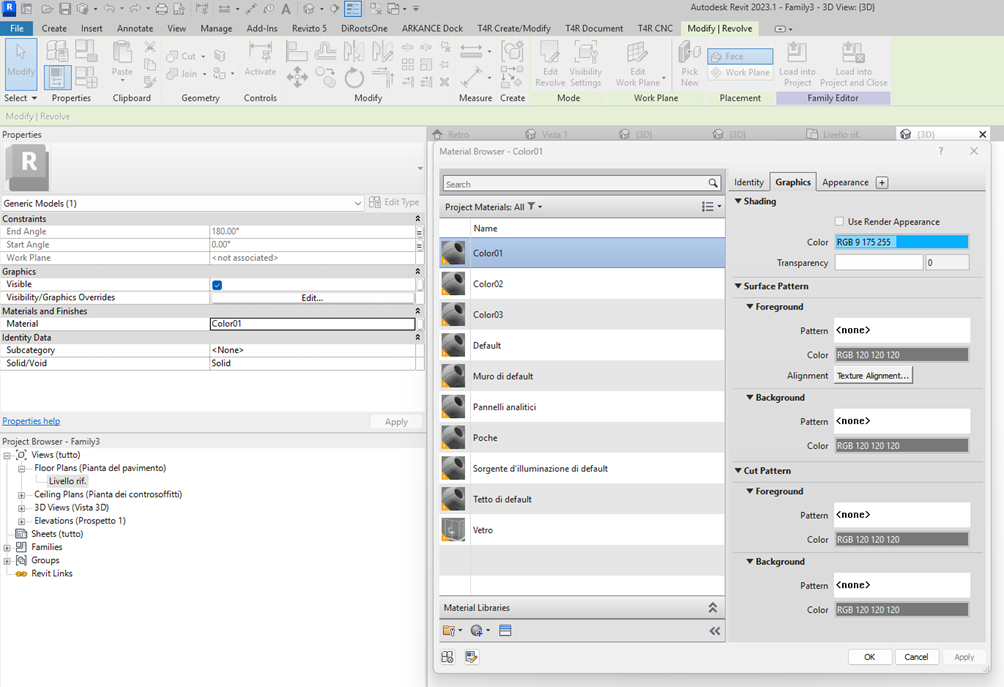 Autodesk Revit 2023.1 - Family3 - 3D View: {3D}
File Create Insert Annotate View Manage Add-Ins Revizto 5 DiRootsOne ARKANCE Dock T4R Create/Modify T4R Document T4R CNC Modify | Revolve
Modify Paste Cut Join Activate Edit Revolve Visibility Settings Edit Work Plane Pick New Face Work Plane Load into Project Load into Project and Close
Select Properties Clipboard Geometry Controls Modify Measure Create Mode Work Plane Placement Family Editor
Modify | Revolve
Properties
Retro Vista 1 {3D} {3D} Livello rif. {3D}
R
Generic Models (1) Edit Type
Constraints
End Angle 180.00°
Start Angle 0.00°
Work Plane <not associated>
Graphics
Visible
Visibility/Graphics Overrides Edit...
Materials and Finishes
Material Color01
Identity Data
Subcategory <None>
Solid/Void Solid
Properties help Apply
Project Browser - Family3
Views (tutto)
Floor Plans (Pianta del pavimento)
Livello rif.
Ceiling Plans (Pianta dei controsoffitti)
3D Views (Vista 3D)
Elevations (Prospetto 1)
Sheets (tutto)
Families
Groups
Revit Links
Material Browser - Color01
?
Search
Project Materials: All
Name
Color01
Color02
Color03
Default
Muro di default
Pannelli analitici
Poche
Sorgente d'illuminazione di default
Tetto di default
Vetro
Material Libraries
Identity Graphics Appearance
Shading
Use Render Appearance
Color RGB 9 175 255
Transparency 0
Surface Pattern
Foreground
Pattern <none>
Color RGB 120 120 120
Alignment Texture Alignment...
Background
Pattern <none>
Color RGB 120 120 120
Cut Pattern
Foreground
Pattern <none>
Color RGB 120 120 120
Background
Pattern <none>
Color RGB 120 120 120
OK Cancel Apply